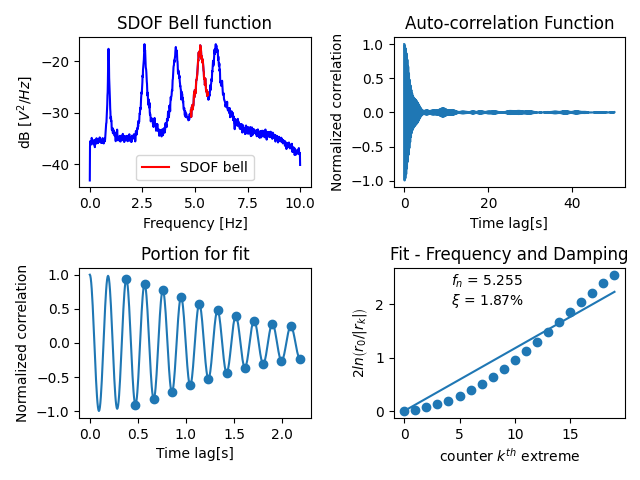 SDOF Bell function
dB [V²/Hz]
−20
−30
−40
SDOF bell
0.0 2.5 5.0 7.5 10.0
Frequency [Hz]
Auto-correlation Function
Normalized correlation
1.0
0.5
0.0
−0.5
−1.0
0 20 40
Time lag[s]
Portion for fit
Normalized correlation
1.0
0.5
0.0
−0.5
−1.0
0.0 0.5 1.0 1.5 2.0
Time lag[s]
Fit - Frequency and Damping
2ln(r₀/|rₖ|)
fₙ = 5.255
ξ = 1.87%
2
1
0
0 5 10 15
counter kᵗʰ extreme